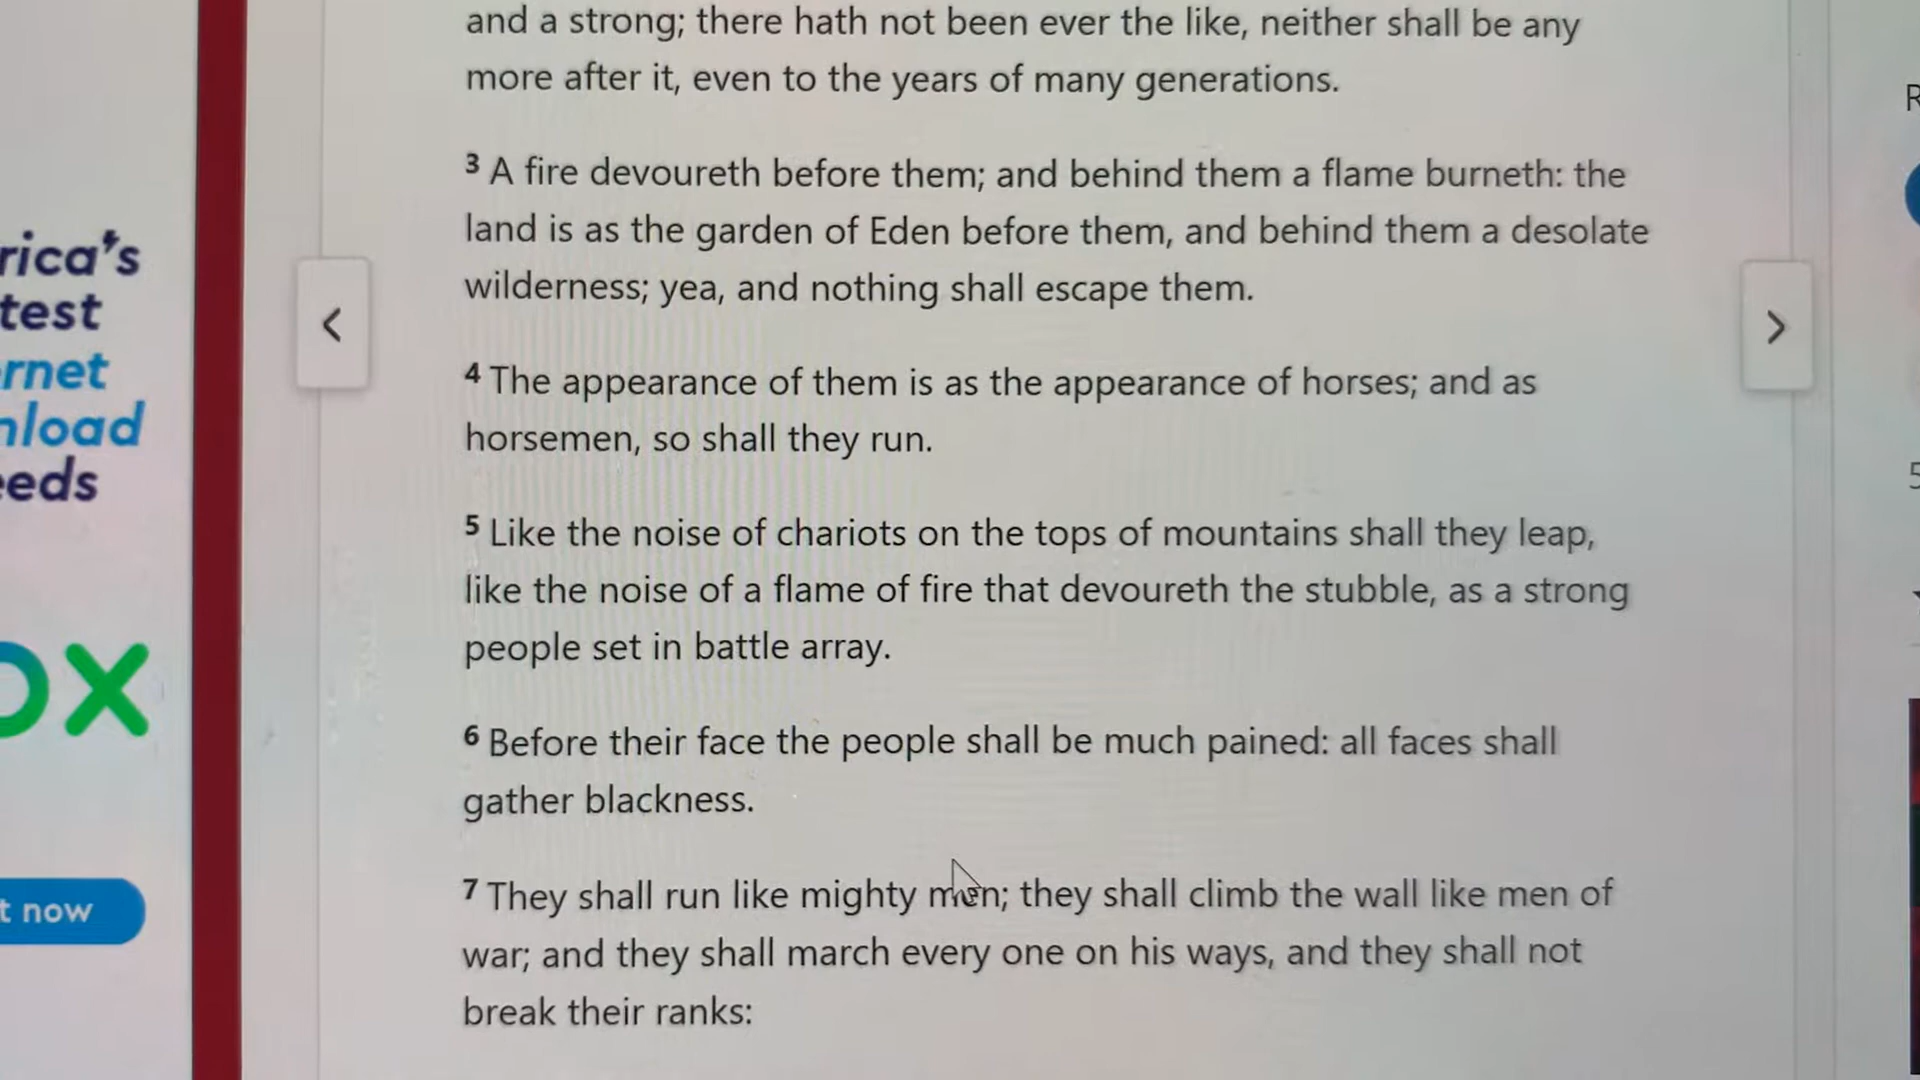 and a strong; there hath not been ever the like, neither shall be any
more after it, even to the years of many generations.
3 A fire devoureth before them; and behind them a flame burneth: the
land is as the garden of Eden before them, and behind them a desolate
wilderness; yea, and nothing shall escape them.
4 The appearance of them is as the appearance of horses; and as
horsemen, so shall they run.
5 Like the noise of chariots on the tops of mountains shall they leap,
like the noise of a flame of fire that devoureth the stubble, as a strong
people set in battle array.
6 Before their face the people shall be much pained: all faces shall
gather blackness.
7 They shall run like mighty men; they shall climb the wall like men of
war; and they shall march every one on his ways, and they shall not
break their ranks:
rica's
test
rnet
nload
eeds
ox
t now
R
5